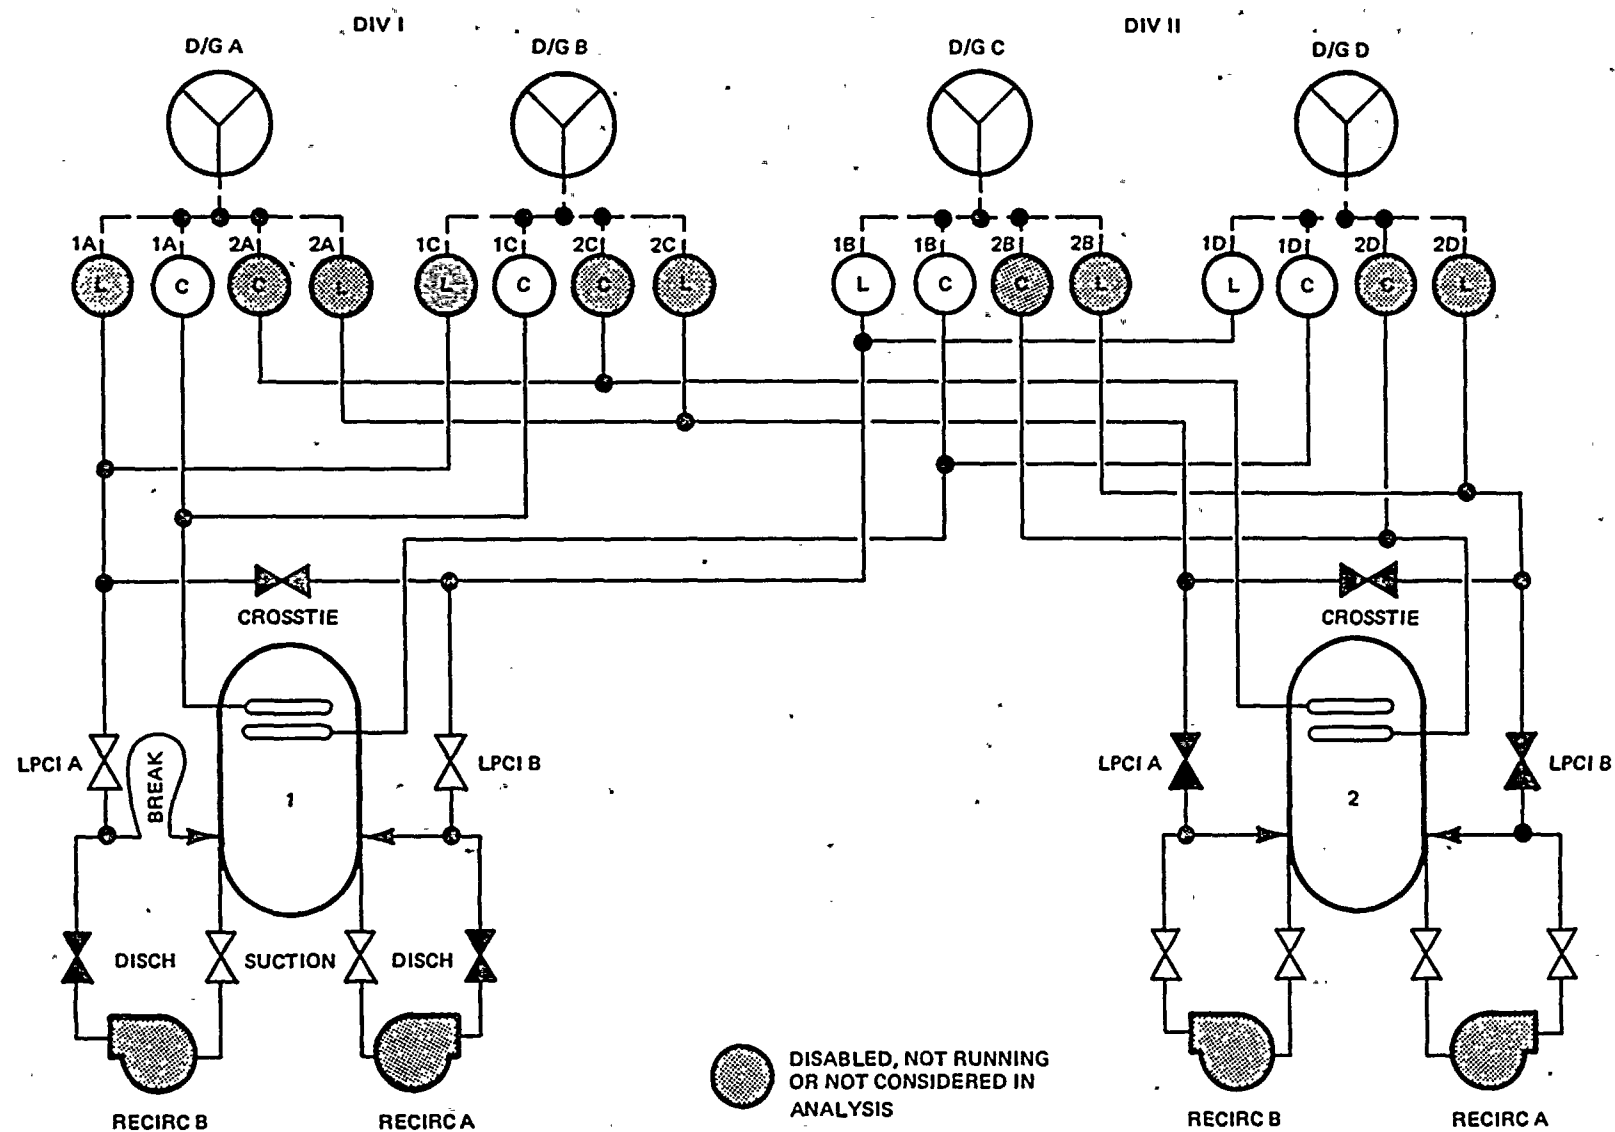 DIV I
DIV II
D/G A
D/G B
D/G C
D/G D
1A 1A 2A 2A 1C 1C 2C 2C 1B 1B 2B 2B 1D 1D 2D 2D
L C C L L C C L L C C L L C C L
CROSSTIE
CROSSTIE
LPCI A
BREAK
LPCI B
LPCI A
LPCI B
1
2
DISCH
SUCTION
DISCH
DISABLED, NOT RUNNING
OR NOT CONSIDERED IN
ANALYSIS
RECIRC B
RECIRC A
RECIRC B
RECIRC A